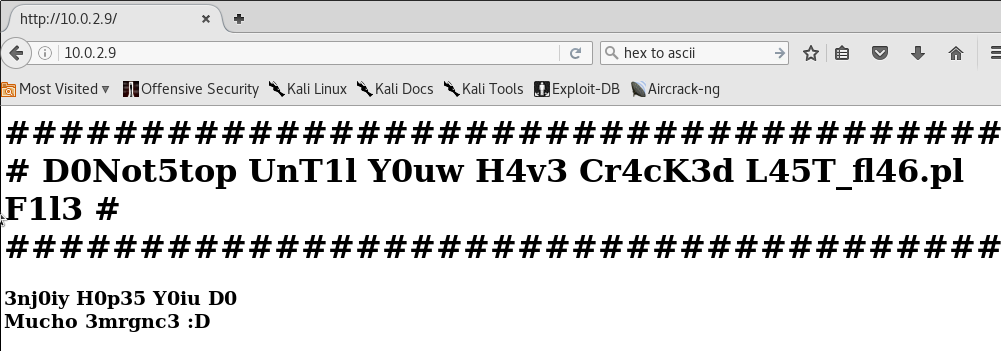 http://10.0.2.9/
10.0.2.9
hex to ascii
Most Visited Offensive Security Kali Linux Kali Docs Kali Tools Exploit-DB Aircrack-ng
#####################################
# D0Not5top UnT1l Y0uw H4v3 Cr4cK3d L45T_fl46.pl
F1l3 #
#####################################
3nj0iy H0p35 Y0iu D0
Mucho 3mrgnc3 :D